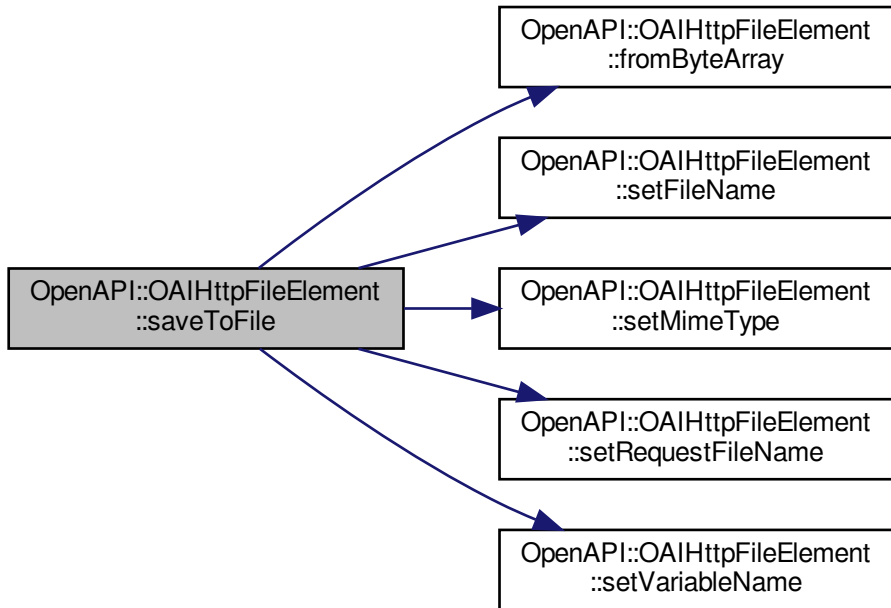 OpenAPI::OAIHttpFileElement
::fromByteArray
OpenAPI::OAIHttpFileElement
::setFileName
OpenAPI::OAIHttpFileElement
::saveToFile
OpenAPI::OAIHttpFileElement
::setMimeType
OpenAPI::OAIHttpFileElement
::setRequestFileName
OpenAPI::OAIHttpFileElement
::setVariableName